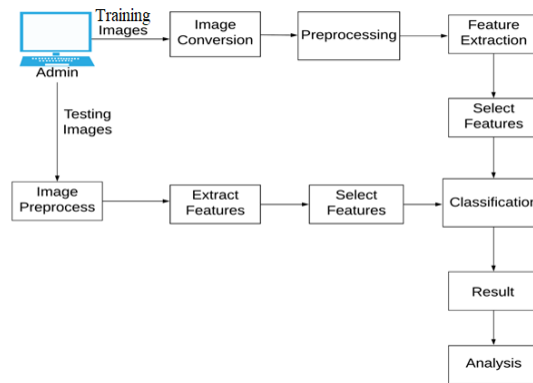 Training
Images
Admin
Image
Conversion
Preprocessing
Feature
Extraction
Testing
Images
Select
Features
Image
Preprocess
Extract
Features
Select
Features
Classification
Result
Analysis